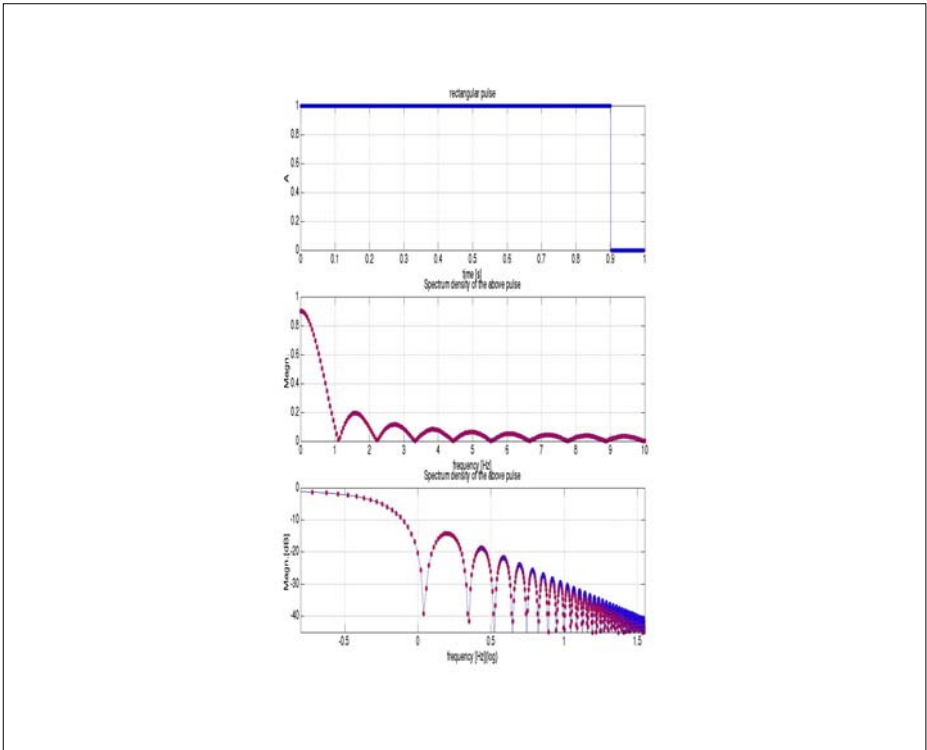 rectangular pulse
1
0.8
0.6
0.4
0.2
0
A
0 0.1 0.2 0.3 0.4 0.5 0.6 0.7 0.8 0.9 1
time [s]
Spectrum density of the above pulse
1
0.8
0.6
0.4
0.2
0
Magn.
0 1 2 3 4 5 6 7 8 9 10
frequency [Hz]
Spectrum density of the above pulse
0
-10
-20
-30
-40
Magn.[dB]
-0.5 0 0.5 1 1.5
frequency [Hz](log)